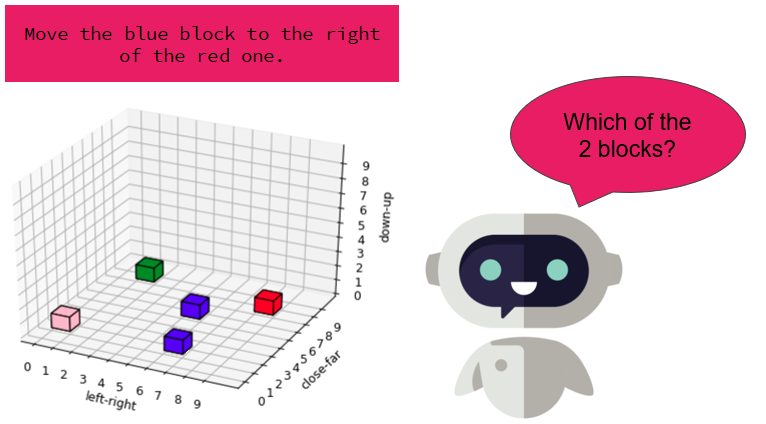 Move the blue block to the right
of the red one.
Which of the
2 blocks?
9
8
7
6
5
4
3
2
1
0
down-up
0 1 2 3 4 5 6 7 8 9
left-right
0 1 2 3 4 5 6 7 8 9
close-far